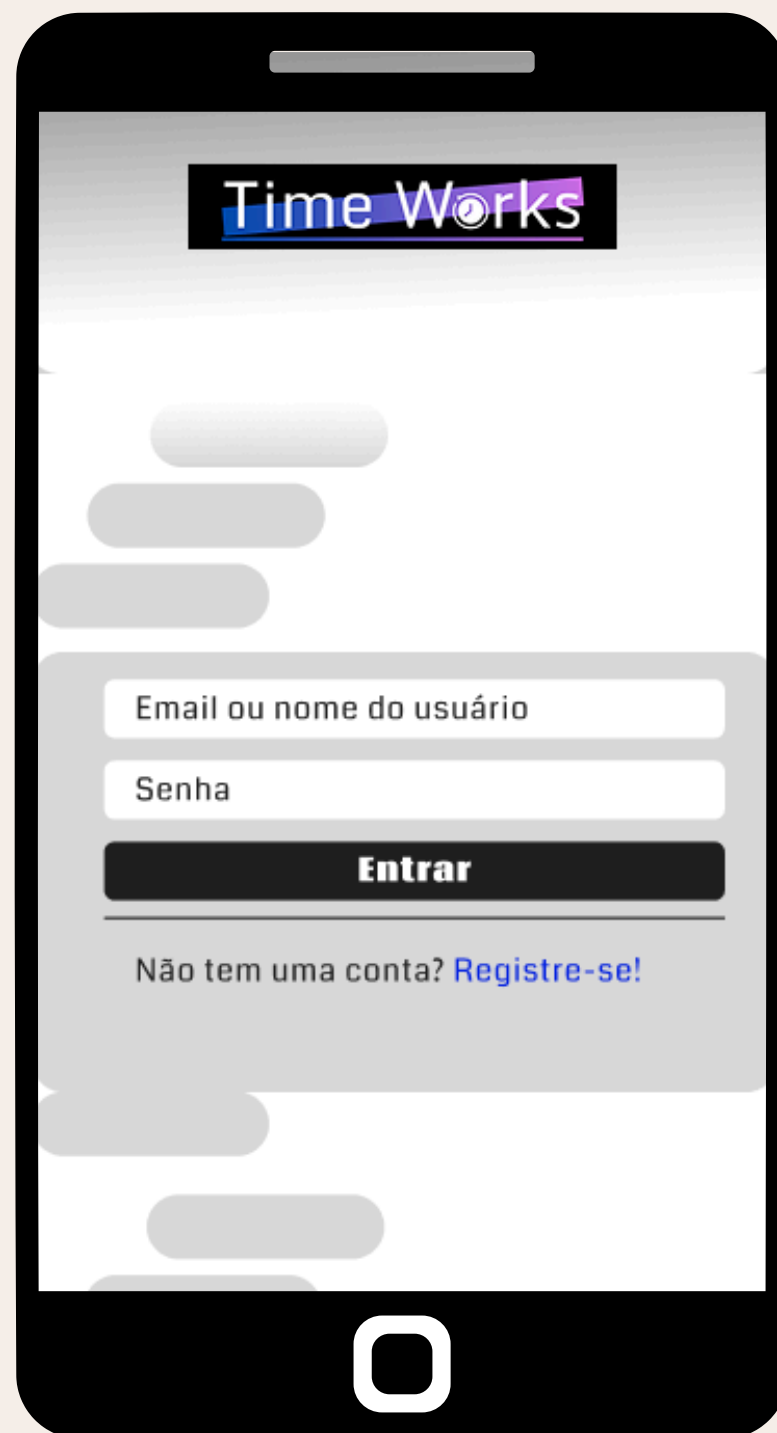 Time Works
Email ou nome do usuário
Senha
Entrar
Não tem uma conta? Registre-se!